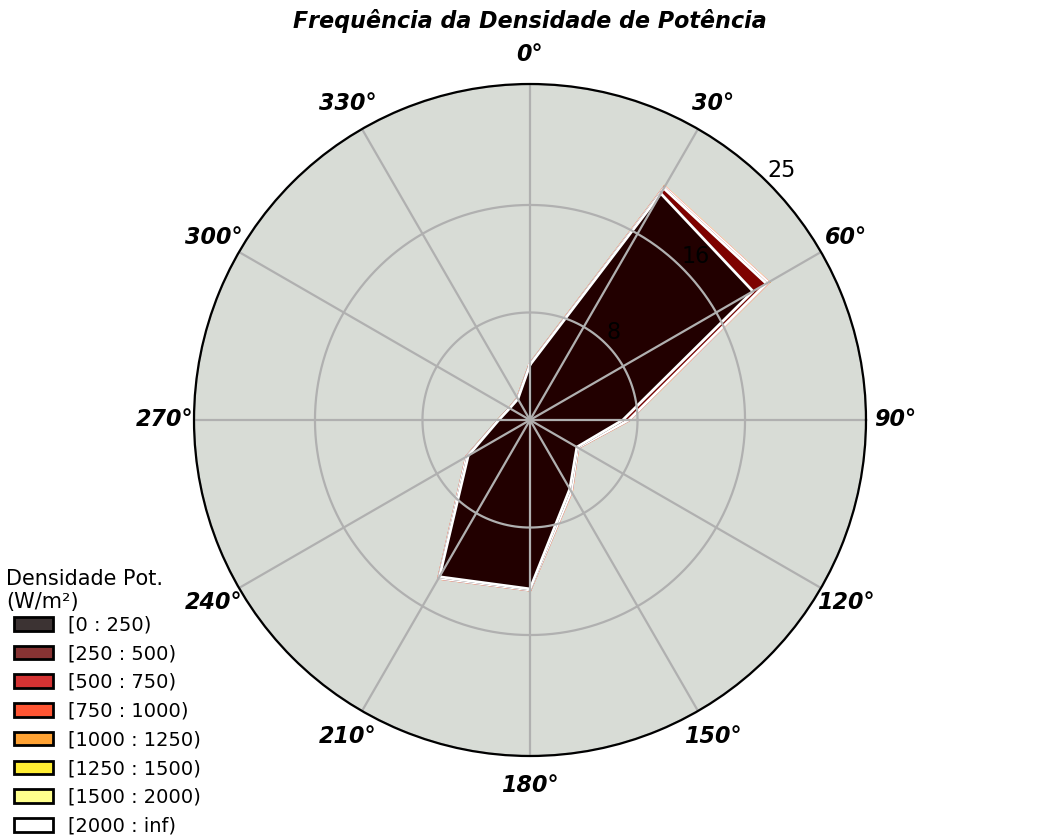 Frequência da Densidade de Potência
0°
330°
30°
25
300°
60°
16
8
270°
90°
Densidade Pot.
(W/m²)
240°
120°
[0 : 250)
[250 : 500)
[500 : 750)
[750 : 1000)
210°
150°
[1000 : 1250)
[1250 : 1500)
180°
[1500 : 2000)
[2000 : inf)